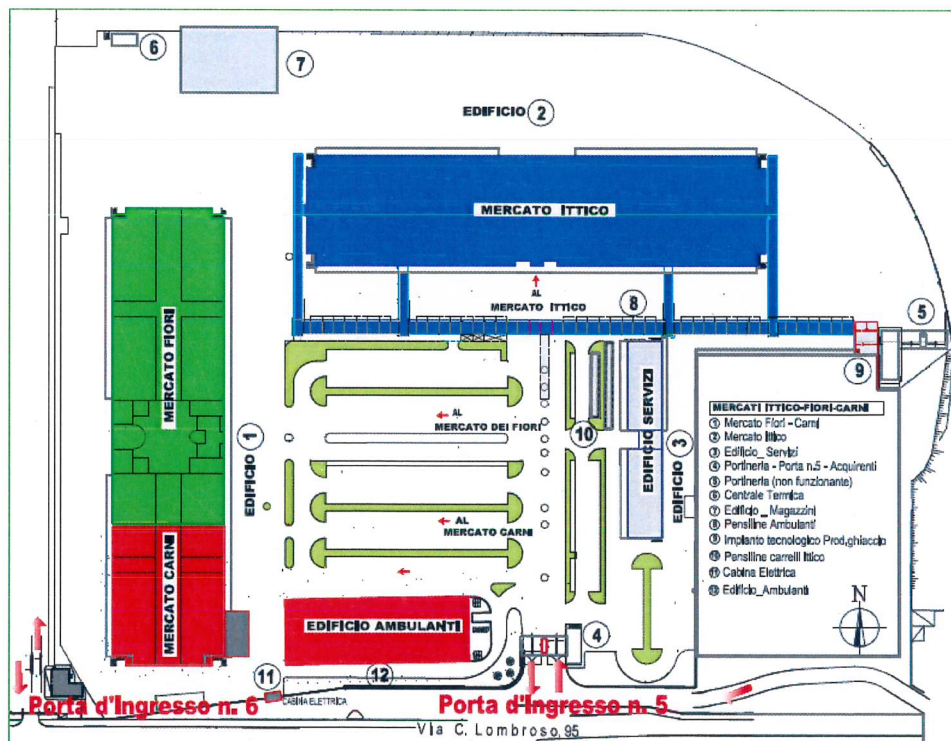 6
7
EDIFICIO 2
MERCATO ITTICO
AL
MERCATO ITTICO
8
5
9
MERCATO FIORI
EDIFICIO 1
AL
MERCATO DEI FIORI
10
EDIFICIO SERVIZI
EDIFICIO 3
AL
MERCATO CARNI
MERCATO CARNI
EDIFICIO AMBULANTI
4
11
12
CABINA ELETTRICA
MERCATI ITTICO-FIORI-CARNI
1 Mercato Fiori - Carni
2 Mercato Ittico
3 Edificio_ Servizi
4 Portineria - Porta n.5 - Acquirenti
5 Portineria (non funzionante)
6 Centrale Termica
7 Edificio _ Magazzini
8 Pensiline Ambulanti
9 Impianto tecnologico Prod,ghiaccio
10 Pensiline carrelli Ittico
11 Cabina Elettrica
12 Edificio_Ambulanti
N
Porta d'Ingresso n. 6
Porta d'Ingresso n. 5
Via C. Lombroso, 95